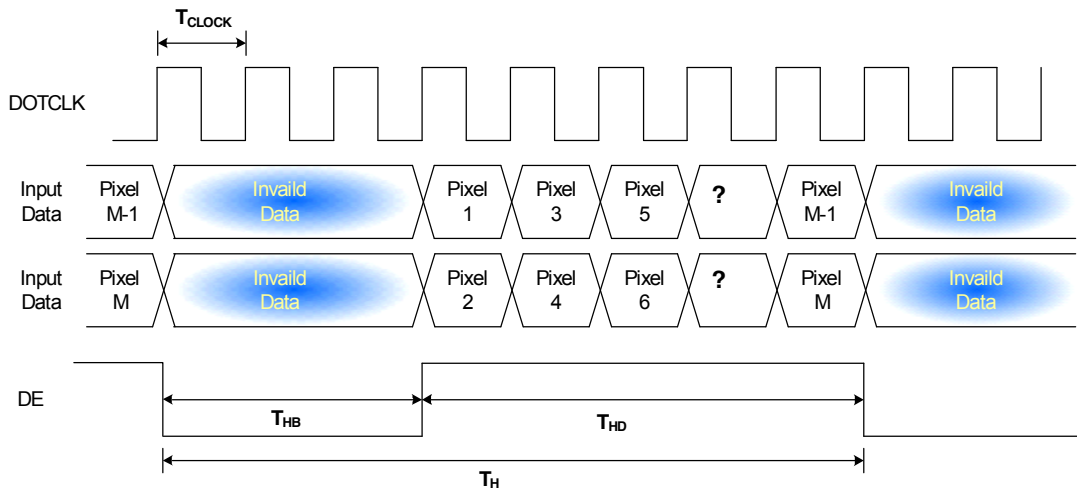 TCLOCK
DOTCLK
Input Data
Pixel M-1
Invaild Data
Pixel 1
Pixel 3
Pixel 5
?
Pixel M-1
Invaild Data
Input Data
Pixel M
Invaild Data
Pixel 2
Pixel 4
Pixel 6
?
Pixel M
Invaild Data
DE
THB
THD
TH